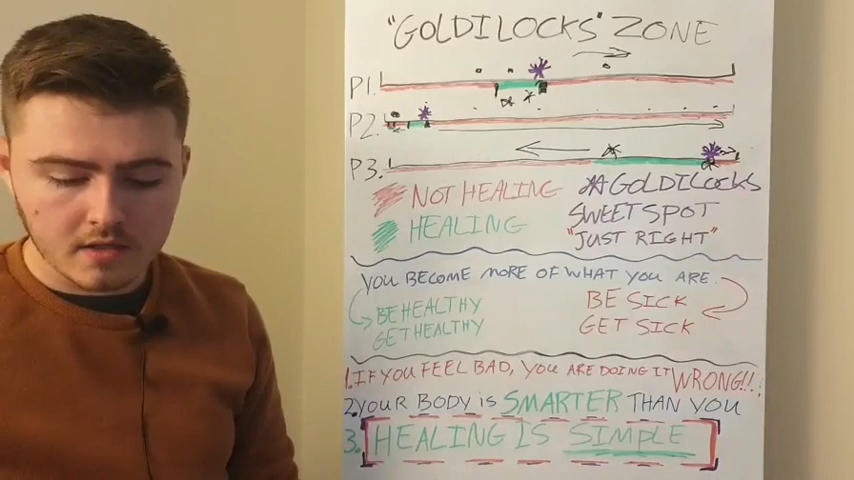 "GOLDILOCKS" ZONE
P1.
P2.
P3.
NOT HEALING
HEALING
*GOLDILOCKS
SWEET SPOT
"JUST RIGHT"
YOU BECOME MORE OF WHAT YOU ARE.
BE HEALTHY
GET HEALTHY
BE SICK
GET SICK
1. IF YOU FEEL BAD, YOU ARE DOING IT WRONG!!!
2. YOUR BODY IS SMARTER THAN YOU
3. HEALING IS SIMPLE